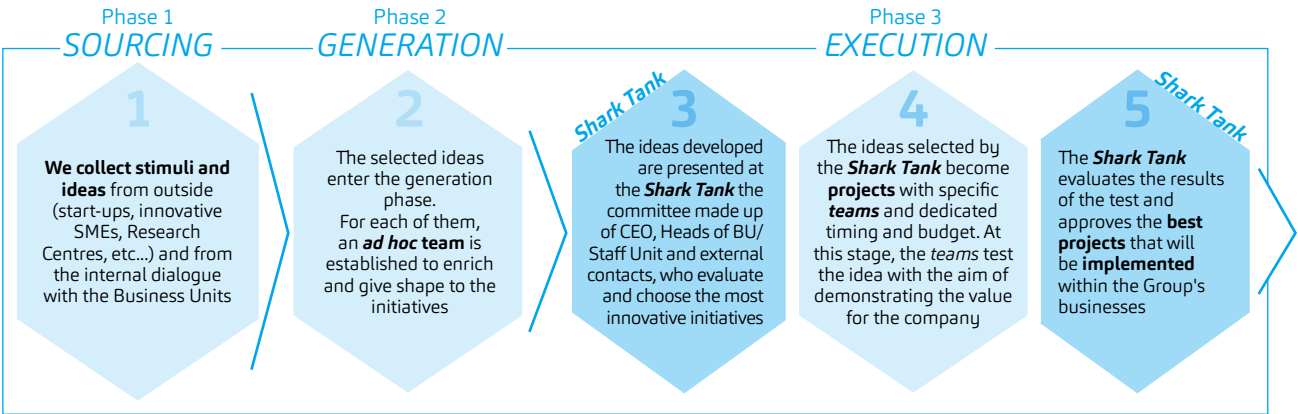 Phase 1
SOURCING
Phase 2
GENERATION
Phase 3
EXECUTION
1
We collect stimuli and
ideas from outside
(start-ups, innovative
SMEs, Research
Centres, etc...) and from
the internal dialogue
with the Business Units
2
The selected ideas
enter the generation
phase.
For each of them,
an ad hoc team is
established to enrich
and give shape to the
initiatives
Shark Tank
3
The ideas developed
are presented at
the Shark Tank the
committee made up
of CEO, Heads of BU/
Staff Unit and external
contacts, who evaluate
and choose the most
innovative initiatives
4
The ideas selected by
the Shark Tank become
projects with specific
teams and dedicated
timing and budget. At
this stage, the teams test
the idea with the aim of
demonstrating the value
for the company
Shark Tank
5
The Shark Tank
evaluates the results
of the test and
approves the best
projects that will
be implemented
within the Group's
businesses